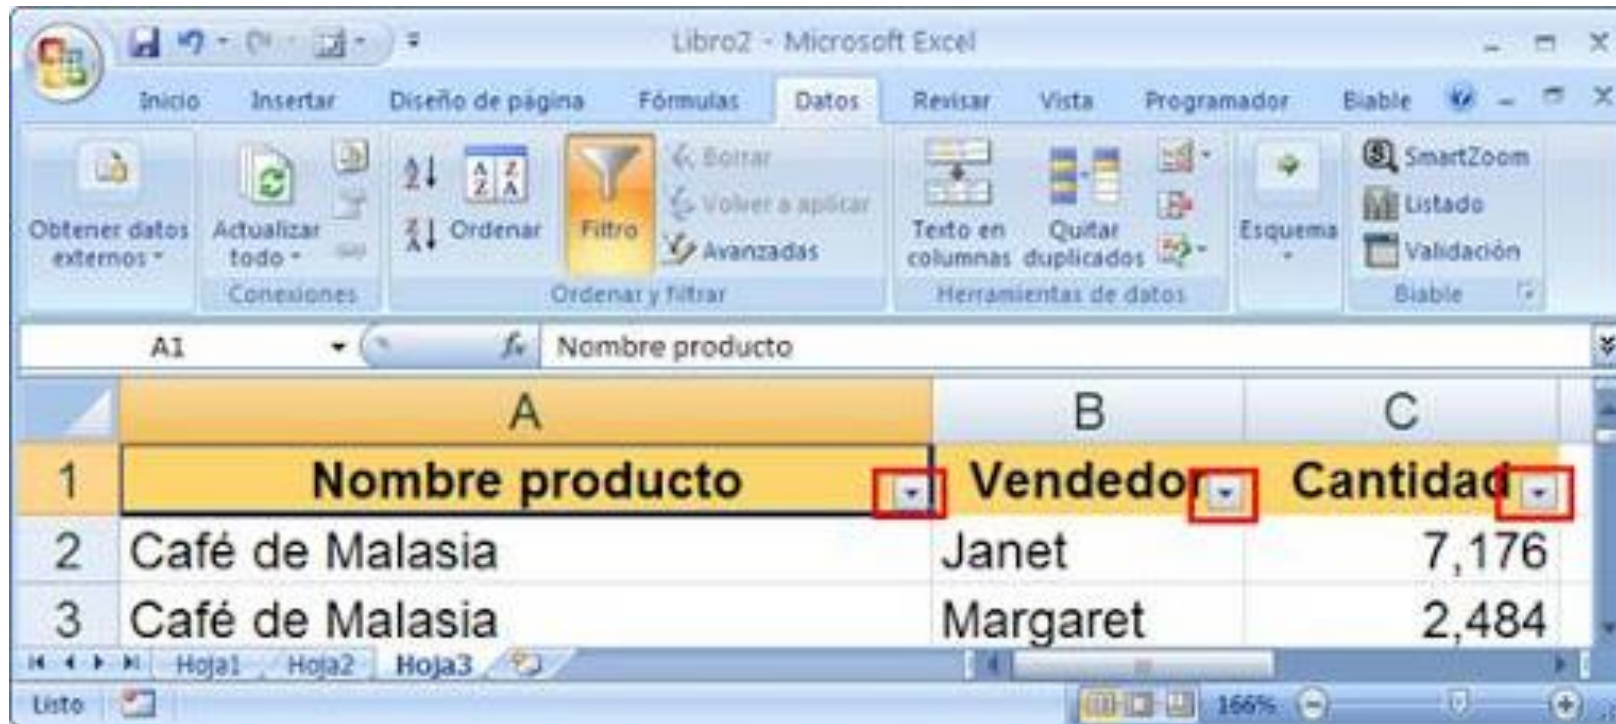 Libro2 - Microsoft Excel
Inicio Insertar Diseño de página Fórmulas Datos Revisar Vista Programador Biable
Borrar
Volver a aplicar
Avanzadas
SmartZoom
Listado
Validación
Obtener datos externos
Actualizar todo
Ordenar
Filtro
Texto en columnas
Quitar duplicados
Esquema
Conexiones Ordenar y filtrar Herramientas de datos Biable
A1 fx Nombre producto
A B C
1 Nombre producto Vendedor Cantidad
2 Café de Malasia Janet 7,176
3 Café de Malasia Margaret 2,484
Hoja1 Hoja2 Hoja3
Listo 166%